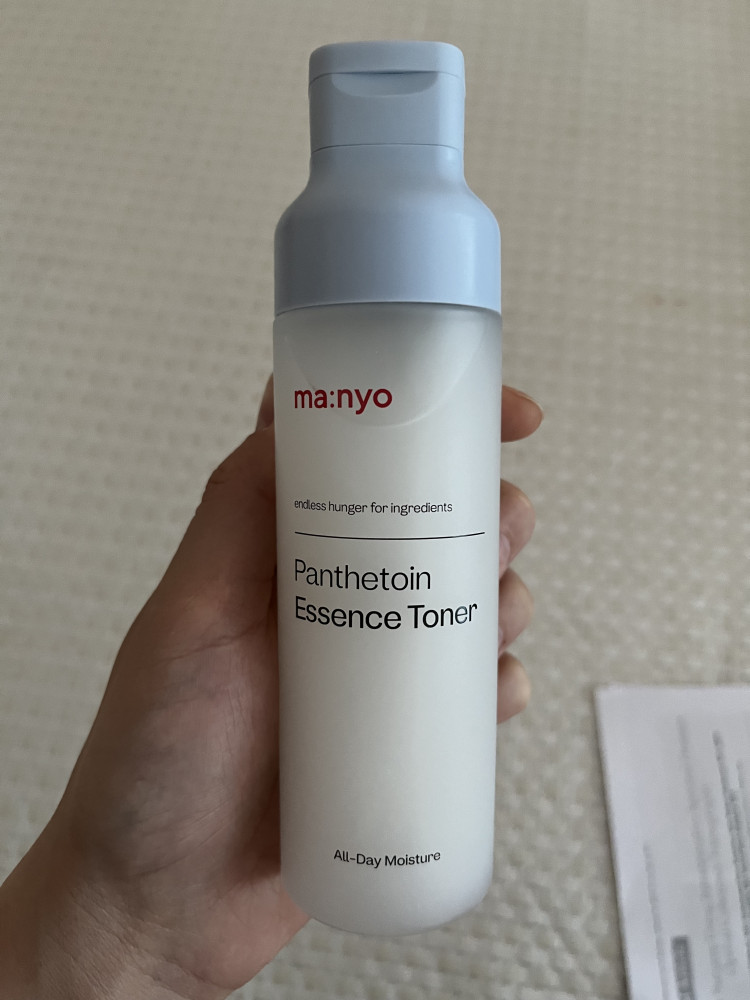 ma:nyo
endless hunger for ingredients
Panthetoin
Essence Toner
All-Day Moisture